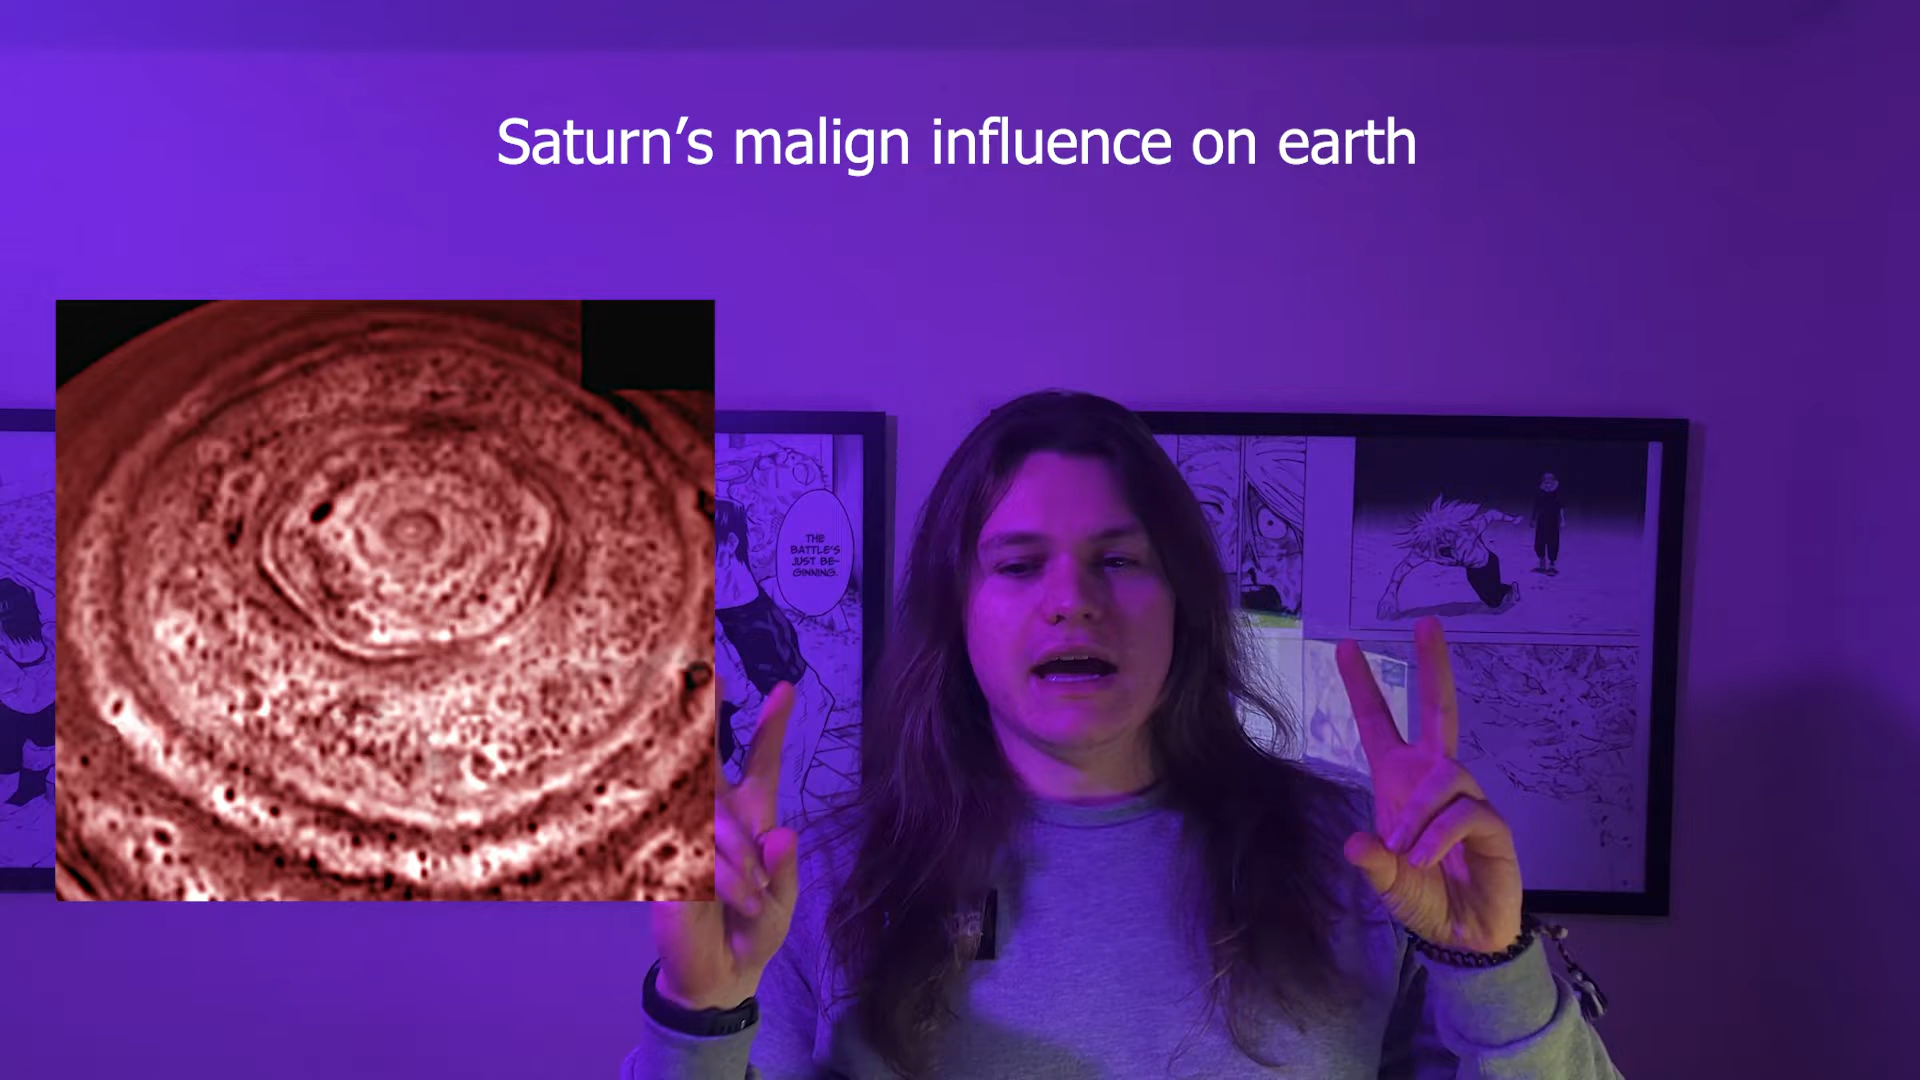 Saturn's malign influence on earth
THE
BATTLE'S
JUST BE-
GINNING.